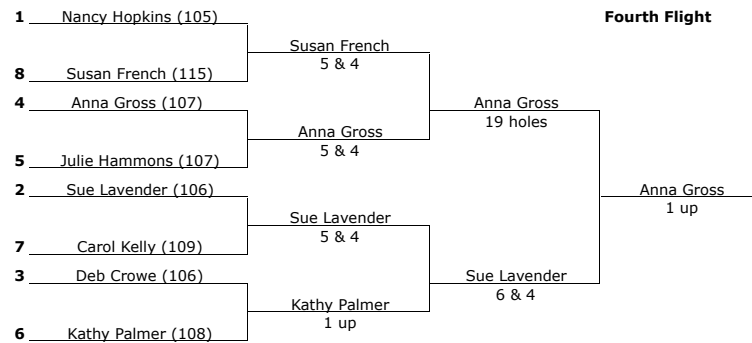 1 Nancy Hopkins (105)
Fourth Flight
Susan French
5 & 4
8 Susan French (115)
4 Anna Gross (107)
Anna Gross
19 holes
Anna Gross
5 & 4
5 Julie Hammons (107)
2 Sue Lavender (106)
Anna Gross
1 up
Sue Lavender
5 & 4
7 Carol Kelly (109)
3 Deb Crowe (106)
Sue Lavender
6 & 4
Kathy Palmer
1 up
6 Kathy Palmer (108)